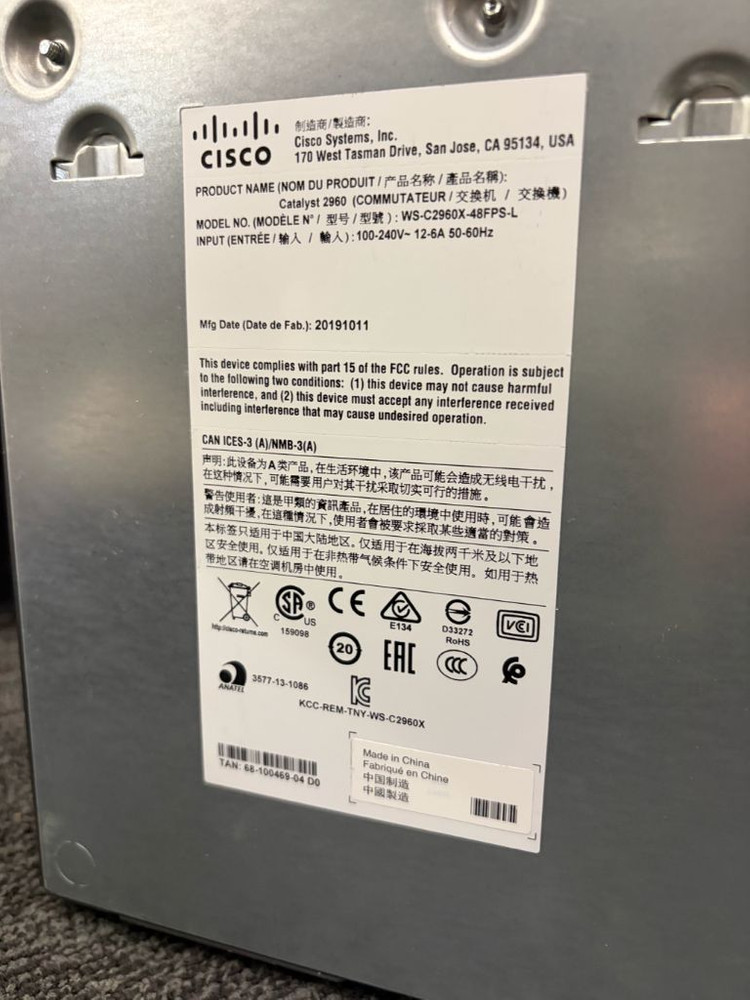 CISCO
制造商/製造商:
Cisco Systems, Inc.
170 West Tasman Drive, San Jose, CA 95134, USA
PRODUCT NAME (NOM DU PRODUIT / 产品名称 / 產品名稱):
Catalyst 2960 (COMMUTATEUR / 交换机 / 交換機)
MODEL NO. (MODÈLE N° / 型号 / 型號) : WS-C2960X-48FPS-L
INPUT (ENTRÉE / 输入 / 輸入) : 100-240V~ 12-6A 50-60Hz
Mfg Date (Date de Fab.): 20191011
This device complies with part 15 of the FCC rules. Operation is subject
to the following two conditions: (1) this device may not cause harmful
interference, and (2) this device must accept any interference received
including interference that may cause undesired operation.
CAN ICES-3 (A)/NMB-3(A)
声明: 此设备为A类产品, 在生活环境中, 该产品可能会造成无线电干扰,
在这种情况下, 可能需要用户对其干扰采取切实可行的措施。
警告使用者: 這是甲類的資訊產品, 在居住的環境中使用時, 可能會造
成射頻干擾, 在這種情況下, 使用者會被要求採取某些適當的對策。
本标签只适用于中国大陆地区。仅适用于在海拔两千米及以下地
区安全使用。仅适用于在非热带气候条件下安全使用。如用于热
带地区请在空调机房中使用。
http://cisco-returns.com
C SA ® US
159098
CE
E134
D33272
RoHS
VCI
20
EAC
CCC
ANATEL
3577-13-1086
KC
KCC-REM-TNY-WS-C2960X
TAN: 68-100469-04 D0
Made in China
Fabriqué en Chine
中国制造
中國製造